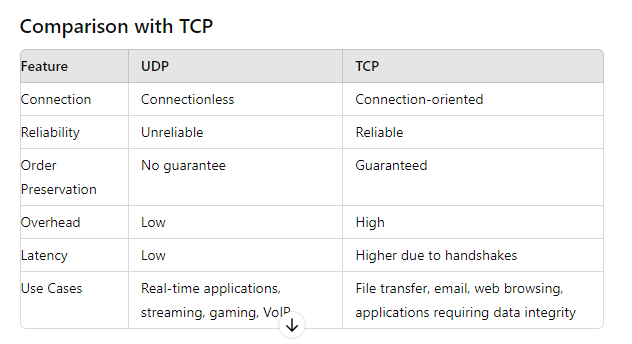 Comparison with TCP
Feature UDP TCP
Connection Connectionless Connection-oriented
Reliability Unreliable Reliable
Order No guarantee Guaranteed
Preservation
Overhead Low High
Latency Low Higher due to handshakes
Use Cases Real-time applications, File transfer, email, web browsing,
streaming, gaming, VoIP applications requiring data integrity